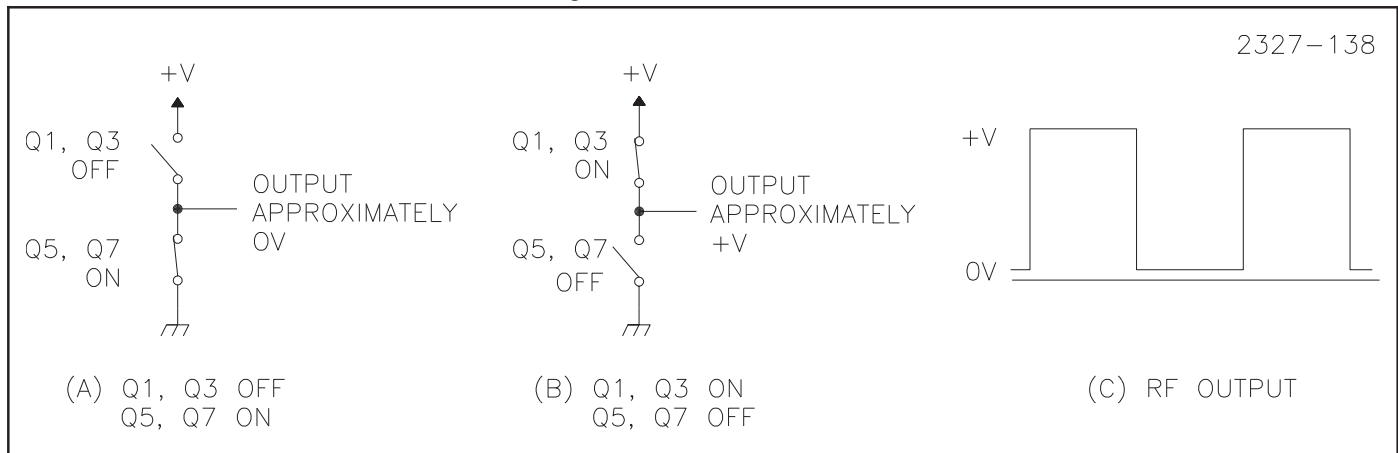 2327-138
+V
Q1, Q3
OFF
OUTPUT
APPROXIMATELY
0V
Q5, Q7
ON
(A) Q1, Q3 OFF
Q5, Q7 ON
+V
Q1, Q3
ON
OUTPUT
APPROXIMATELY
+V
Q5, Q7
OFF
(B) Q1, Q3 ON
Q5, Q7 OFF
+V
0V
(C) RF OUTPUT